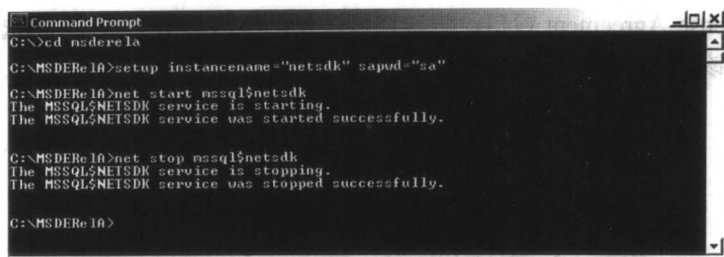 Command Prompt
C:\>cd msderela
C:\MSDERelA>setup instancename="netsdk" sapwd="sa"
C:\MSDERelA>net start mssql$netsdk
The MSSQL$NETSDK service is starting.
The MSSQL$NETSDK service was started successfully.
C:\MSDERelA>net stop mssql$netsdk
The MSSQL$NETSDK service is stopping.
The MSSQL$NETSDK service was stopped successfully.
C:\MSDERelA>